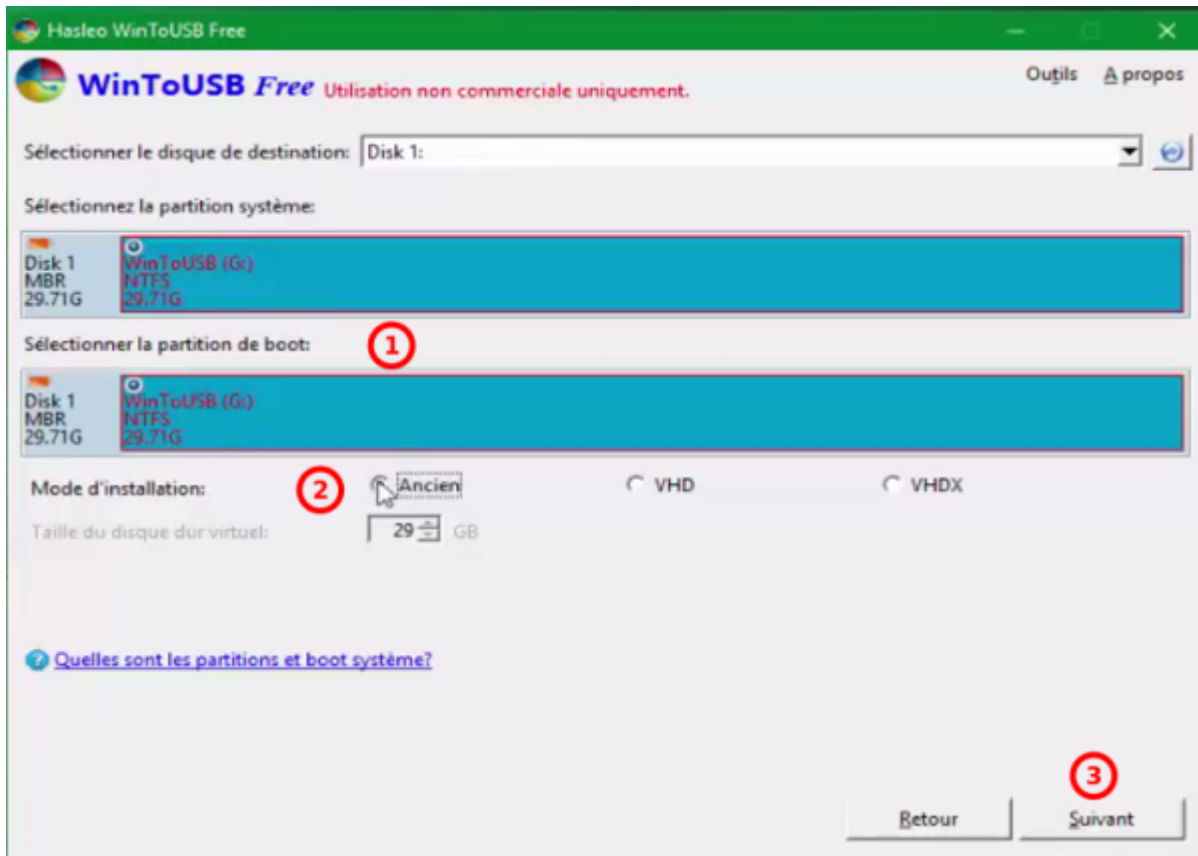 Hasleo WinToUSB Free
WinToUSB Free Utilisation non commerciale uniquement.
Outils A propos
Sélectionner le disque de destination: Disk 1:
Sélectionnez la partition système:
Disk 1
MBR
29.71G
WinToUSB (G:)
NTFS
29.71G
Sélectionner la partition de boot:
1
Disk 1
MBR
29.71G
WinToUSB (G:)
NTFS
29.71G
Mode d'installation: 2 Ancien VHD VHDX
Taille du disque dur virtuel: 29 GB
? Quelles sont les partitions et boot système?
3
Retour Suivant